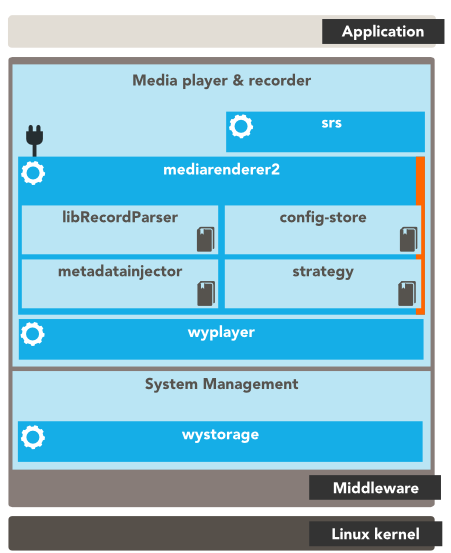 Application
Media player & recorder
srs
mediarenderer2
libRecordParser
config-store
metadatainjector
strategy
wyplayer
System Management
wystorage
Middleware
Linux kernel